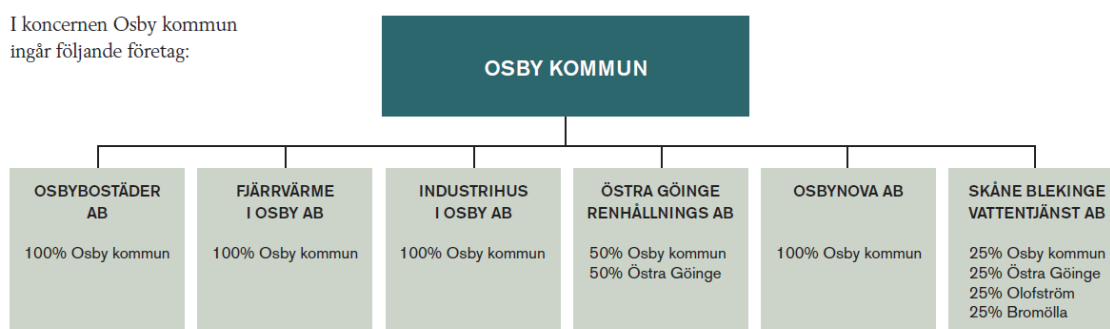 I koncernen Osby kommun
ingår följande företag:
OSBY KOMMUN
OSBYBOSTÄDER
AB
100% Osby kommun
FJÄRRVÄRME
I OSBY AB
100% Osby kommun
INDUSTRIHUS
I OSBY AB
100% Osby kommun
ÖSTRA GÖINGE
RENHÅLLNINGS AB
50% Osby kommun
50% Östra Göinge
OSBYNOVA AB
100% Osby kommun
SKÅNE BLEKINGE
VATTENTJÄNST AB
25% Osby kommun
25% Östra Göinge
25% Olofström
25% Bromölla